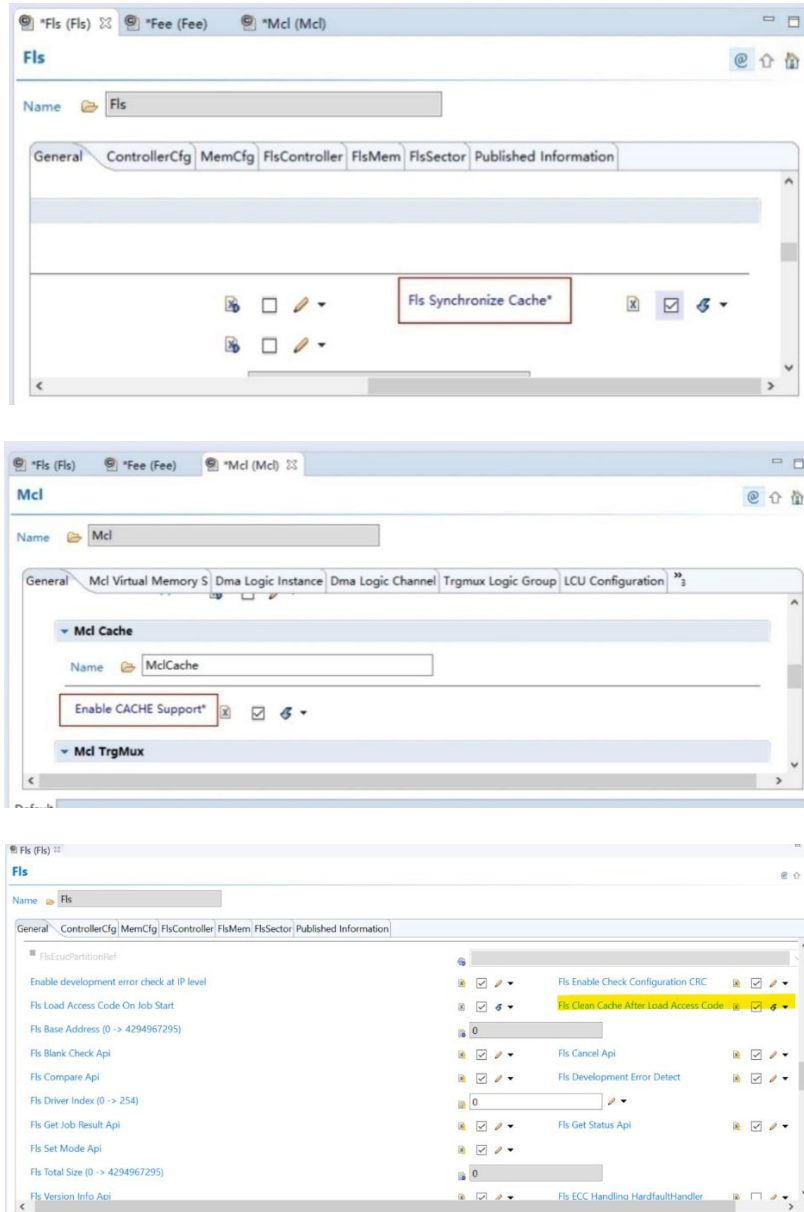 *Fls (Fls) *Fee (Fee) *Mcl (Mcl)
Fls
Name Fls
General ControllerCfg MemCfg FlsController FlsMem FlsSector Published Information
Fls Synchronize Cache*
*Fls (Fls) *Fee (Fee) *Mcl (Mcl)
Mcl
Name Mcl
General Mcl Virtual Memory S Dma Logic Instance Dma Logic Channel Trgmux Logic Group LCU Configuration »3
Mcl Cache
Name MclCache
Enable CACHE Support*
Mcl TrgMux
Fls (Fls)
Fls
Name Fls
General ControllerCfg MemCfg FlsController FlsMem FlsSector Published Information
FlsEcucPartitionRef
Enable development error check at IP level Fls Enable Check Configuration CRC
Fls Load Access Code On Job Start Fls Clean Cache After Load Access Code
Fls Base Address (0 -> 4294967295) 0
Fls Blank Check Api Fls Cancel Api
Fls Compare Api Fls Development Error Detect
Fls Driver Index (0 -> 254) 0
Fls Get Job Result Api Fls Get Status Api
Fls Set Mode Api
Fls Total Size (0 -> 4294967295) 0
Fls Version Info Api Fls ECC Handling HardfaultHandler